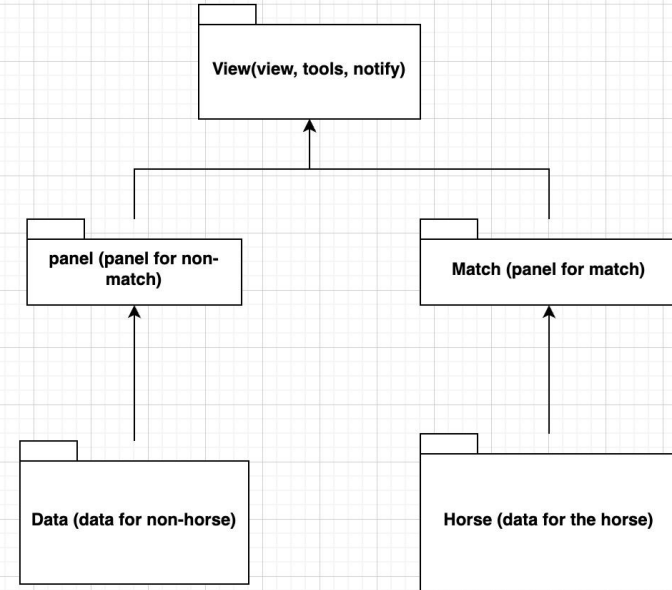 View(view, tools, notify)
panel (panel for non-
match)
Match (panel for match)
Data (data for non-horse)
Horse (data for the horse)